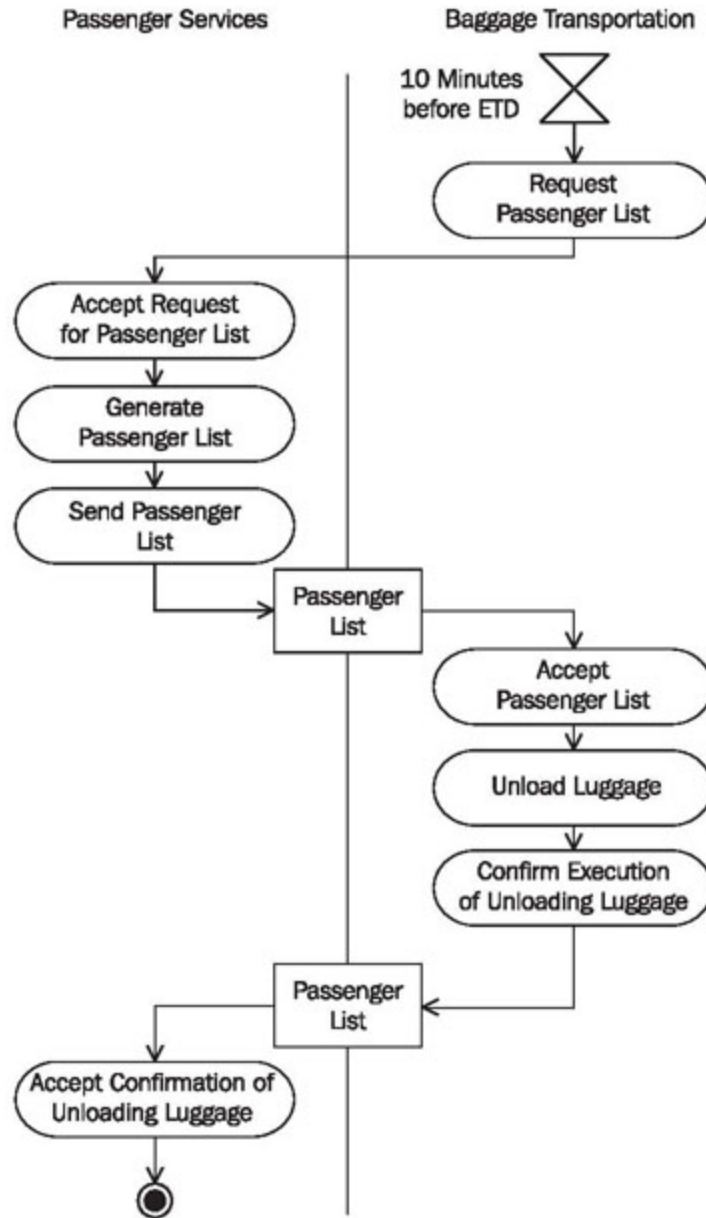 Passenger Services
Baggage Transportation
10 Minutes
before ETD
Request
Passenger List
Accept Request
for Passenger List
Generate
Passenger List
Send Passenger
List
Passenger
List
Accept
Passenger List
Unload Luggage
Confirm Execution
of Unloading Luggage
Passenger
List
Accept Confirmation of
Unloading Luggage